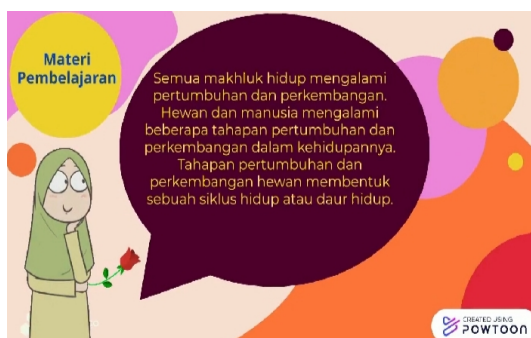 Materi
Pembelajaran
Semua makhluk hidup mengalami
pertumbuhan dan perkembangan.
Hewan dan manusia mengalami
beberapa tahapan pertumbuhan dan
perkembangan dalam kehidupannya.
Tahapan pertumbuhan dan
perkembangan hewan membentuk
sebuah siklus hidup atau daur hidup.
CREATED USING
POWTOON